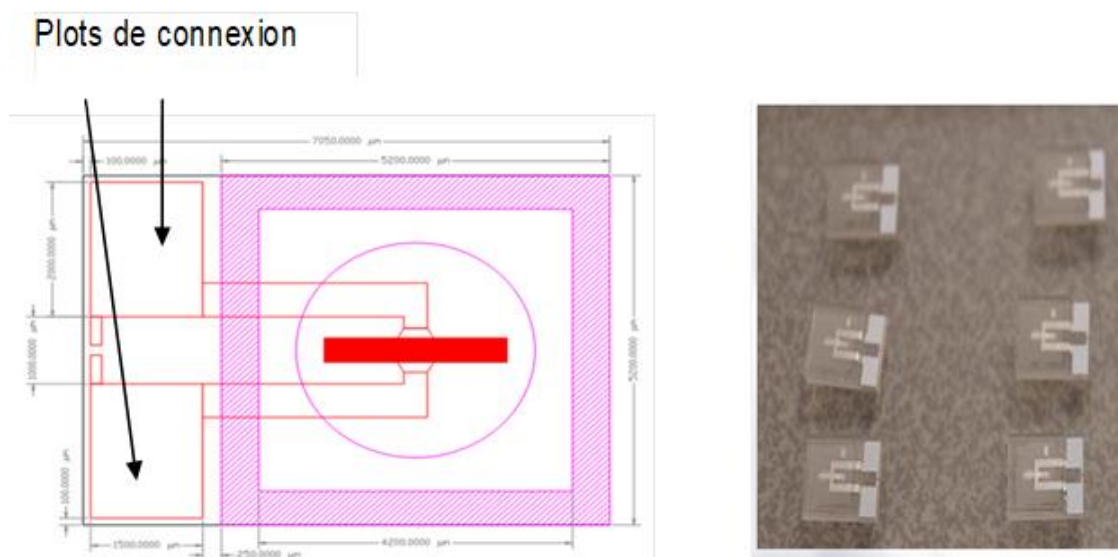 Plots de connexion
7050.0000 µm
100.0000 µm
5200.0000 µm
2000.0000 µm
1000.0000 µm
5200.0000 µm
100.0000 µm
1500.0000 µm
250.0000 µm
4200.0000 µm